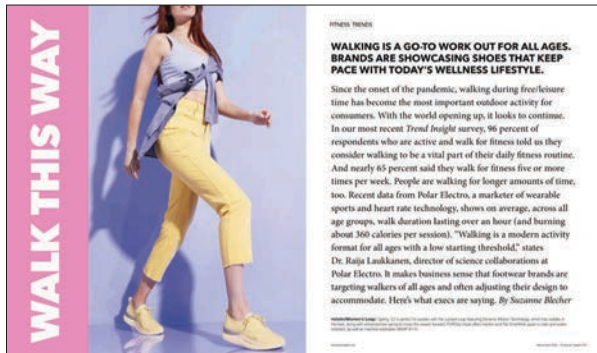 WALK THIS WAY
FITNESS TRENDS
WALKING IS A GO-TO WORK OUT FOR ALL AGES.
BRANDS ARE SHOWCASING SHOES THAT KEEP
PACE WITH TODAY'S WELLNESS LIFESTYLE.
Since the onset of the pandemic, walking during free/leisure
time has become the most important outdoor activity for
consumers. With the world opening up, it looks to continue.
In our most recent Trend Insight survey, 96 percent of
respondents who are active and walk for fitness told us they
consider walking to be a vital part of their daily fitness routine.
And nearly 65 percent said they walk for fitness five or more
times per week. People are walking for longer amounts of time,
too. Recent data from Polar Electro, a marketer of wearable
sports and heart rate technology, shows on average, across all
age groups, walk duration lasting over an hour (and burning
about 360 calories per session). "Walking is a modern activity
format for all ages with a low starting threshold," states
Dr. Raija Laukkanen, director of science collaborations at
Polar Electro. It makes business sense that footwear brands are
targeting walkers of all ages and often adjusting their design to
accommodate. Here's what execs are saying. By Suzanne Blecher